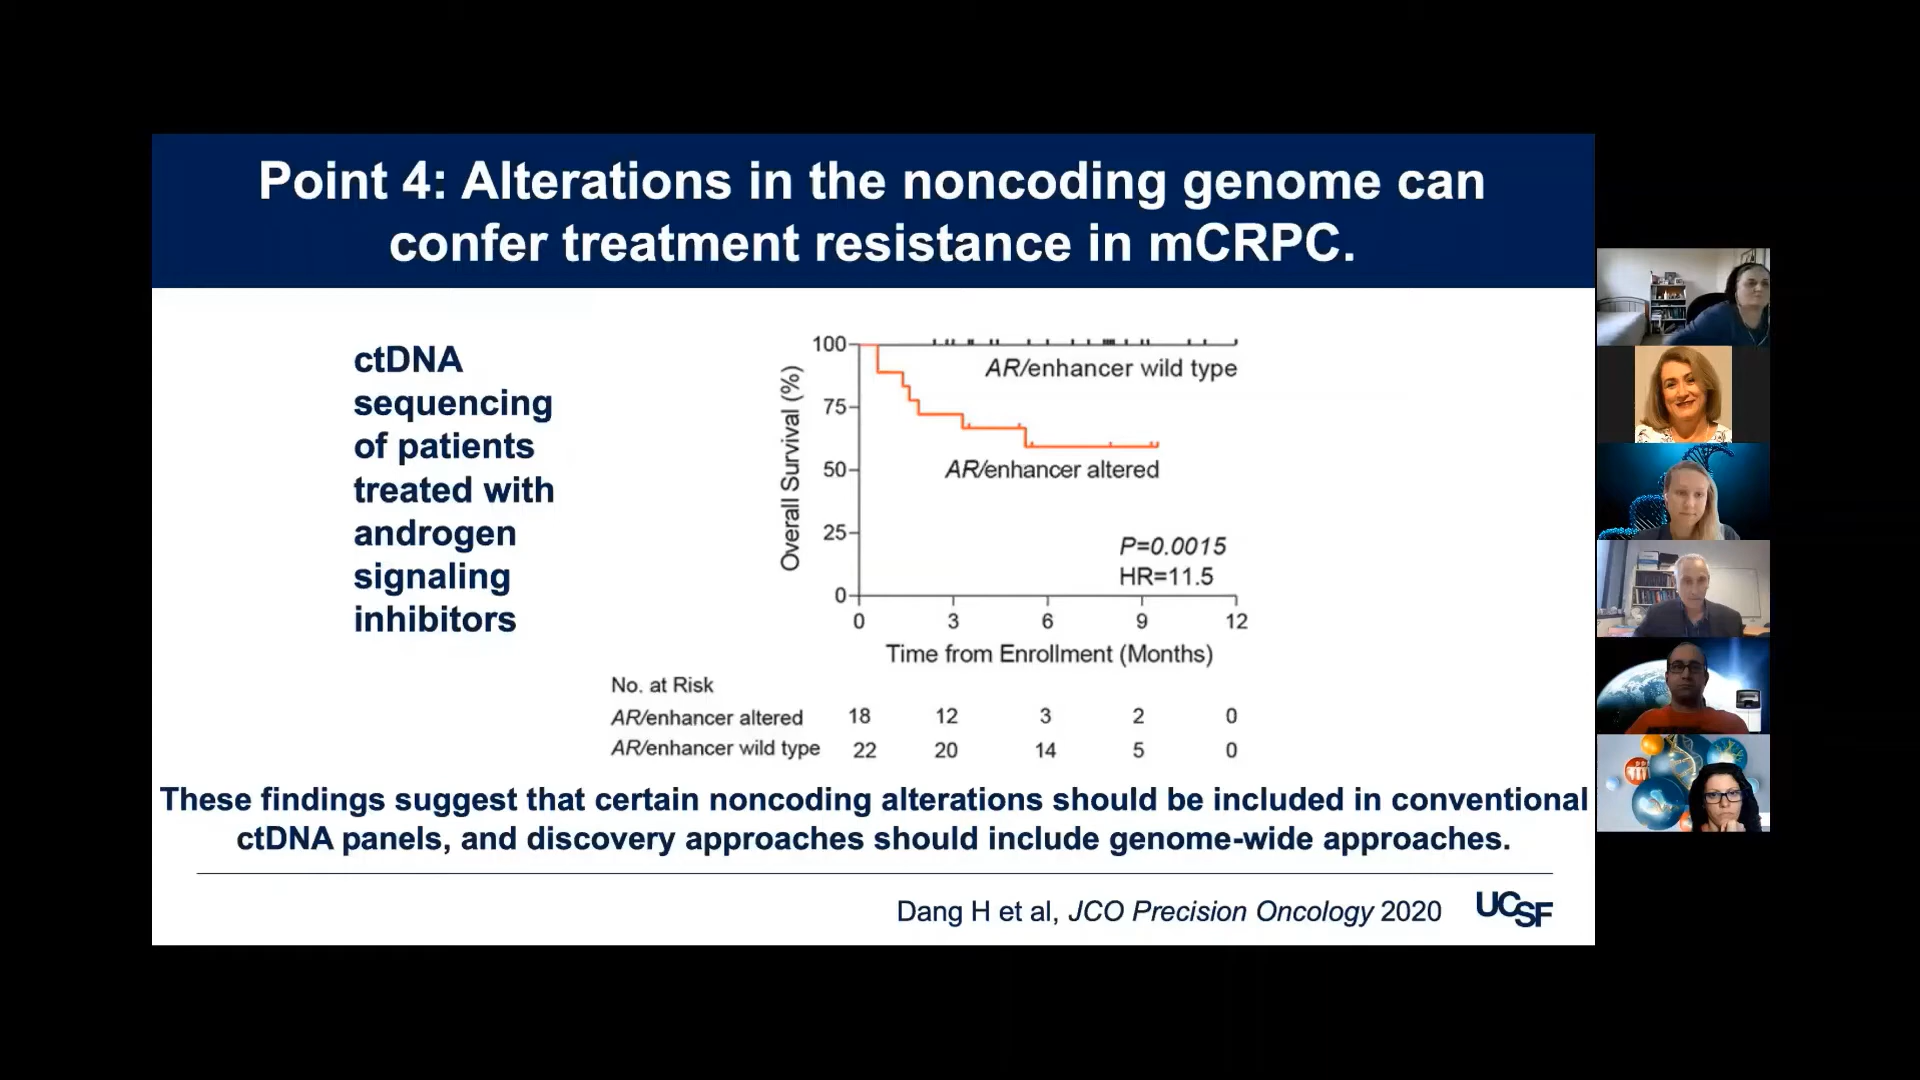 Point 4: Alterations in the noncoding genome can
confer treatment resistance in mCRPC.
ctDNA
sequencing
of patients
treated with
androgen
signaling
inhibitors
Overall Survival (%)
100
75
50
25
0
AR/enhancer wild type
AR/enhancer altered
P=0.0015
HR=11.5
0 3 6 9 12
Time from Enrollment (Months)
No. at Risk
AR/enhancer altered 18 12 3 2 0
AR/enhancer wild type 22 20 14 5 0
These findings suggest that certain noncoding alterations should be included in conventional
ctDNA panels, and discovery approaches should include genome-wide approaches.
Dang H et al, JCO Precision Oncology 2020
UCSF